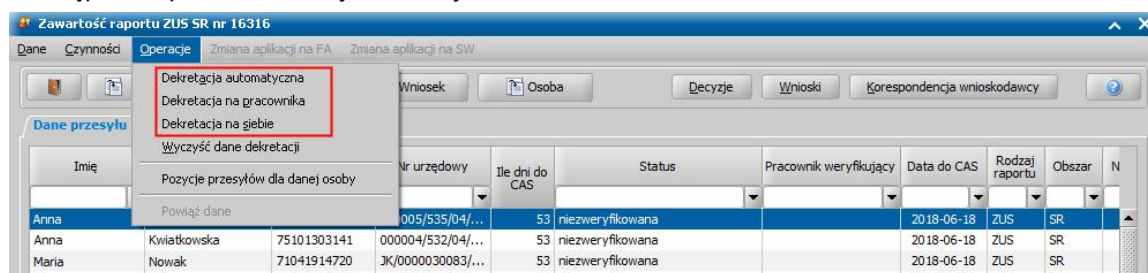 Zawartość raportu ZUS SR nr 16316
Dane Czynności Operacje Zmiana aplikacji na FA Zmiana aplikacji na SW
Wniosek Osoba Decyzje Wnioski Korespondencja wnioskodawcy
Dekretacja automatyczna
Dekretacja na pracownika
Dekretacja na siebie
Wyczyść dane dekretacji
Pozycje przesyłów dla danej osoby
Powiąż dane
Dane przesyłu
Imię Nr urzędowy Ile dni do CAS Status Pracownik weryfikujący Data do CAS Rodzaj raportu Obszar N
Anna 005/535/04/... 53 niezweryfikowana 2018-06-18 ZUS SR
Anna Kwiatkowska 75101303141 000004/532/04/... 53 niezweryfikowana 2018-06-18 ZUS SR
Maria Nowak 71041914720 JK/0000030083/... 53 niezweryfikowana 2018-06-18 ZUS SR